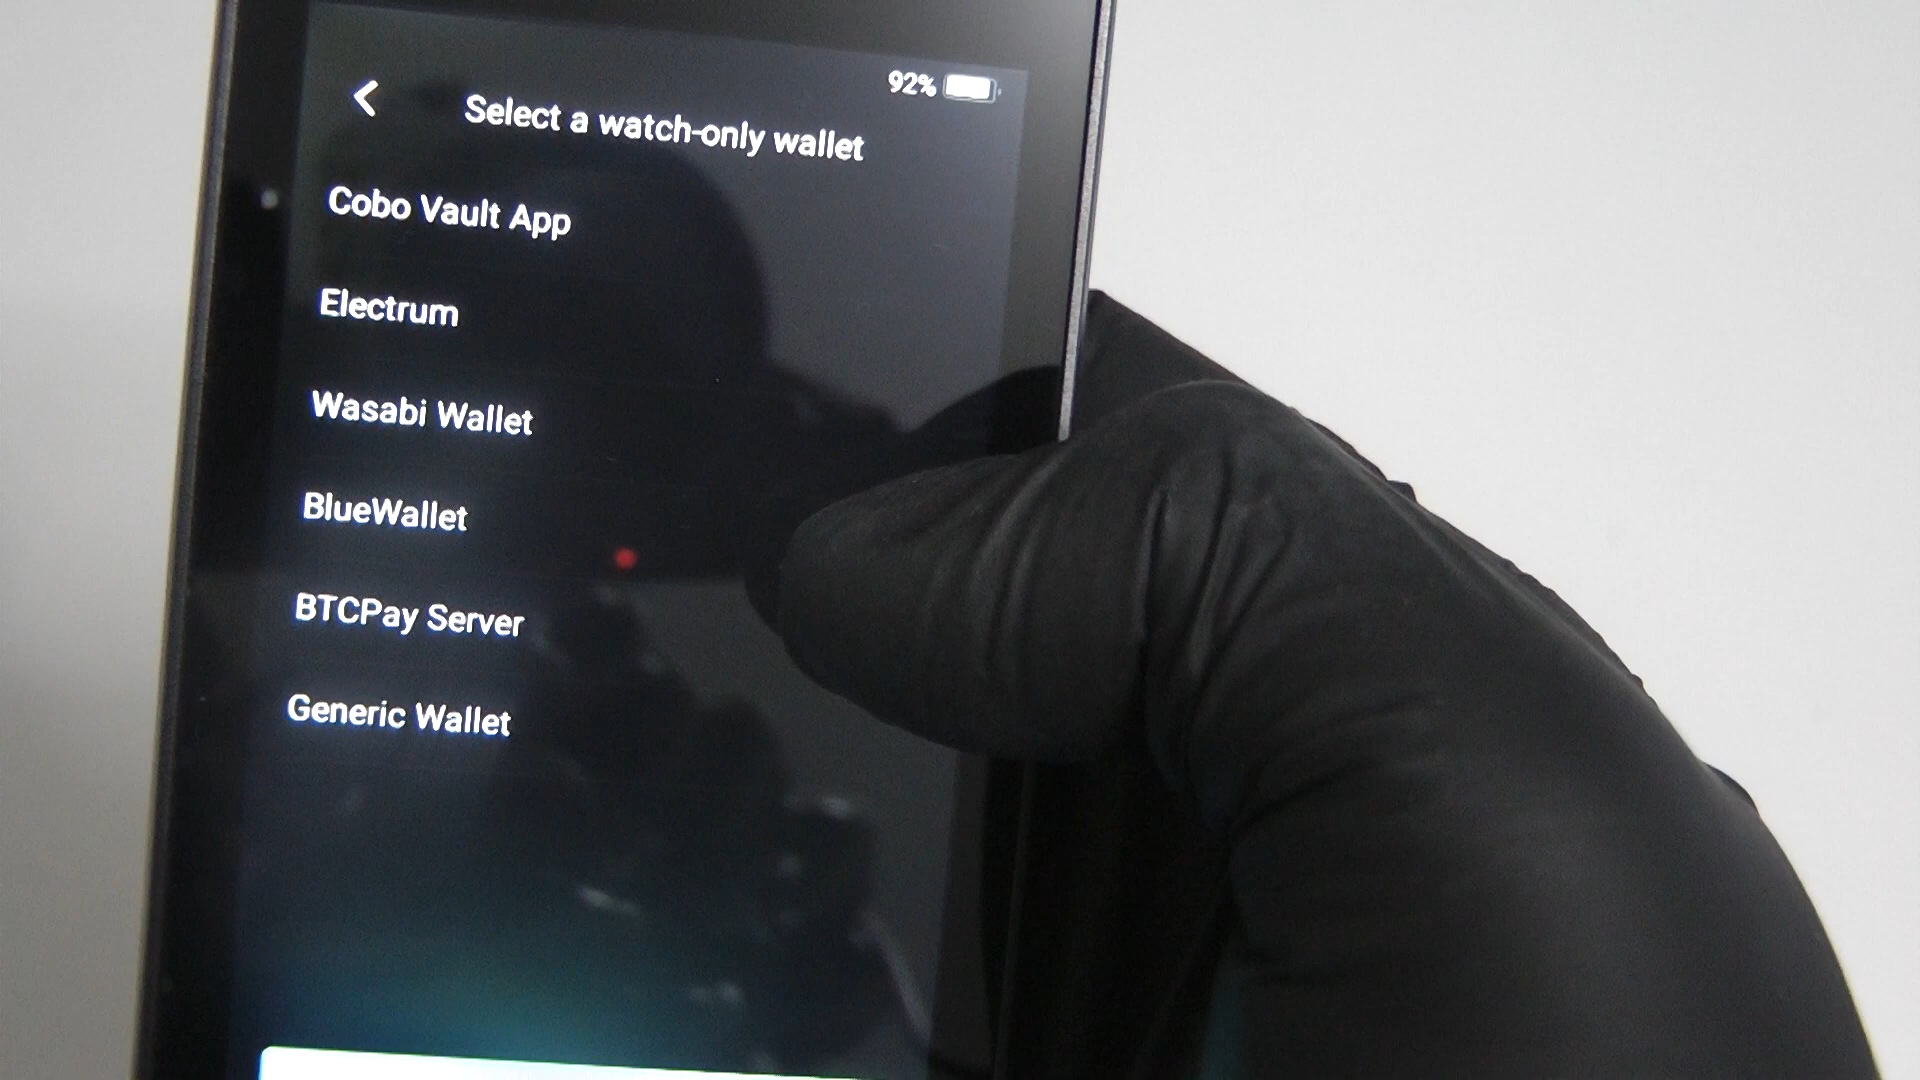 92%
Select a watch-only wallet
Cobo Vault App
Electrum
Wasabi Wallet
BlueWallet
BTCPay Server
Generic Wallet